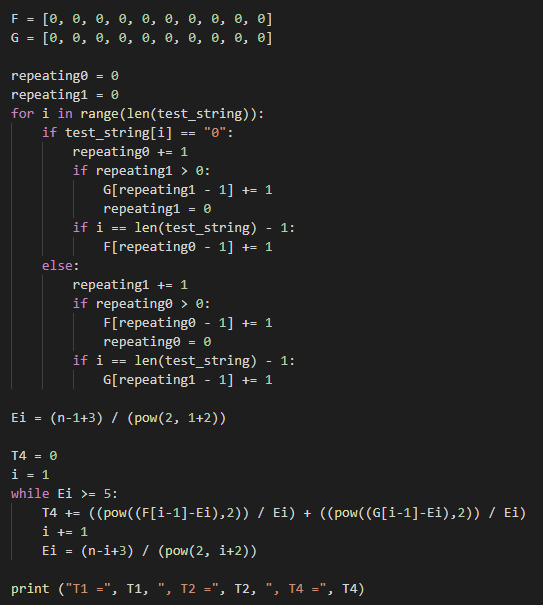 F = [0, 0, 0, 0, 0, 0, 0, 0, 0, 0]
G = [0, 0, 0, 0, 0, 0, 0, 0, 0, 0]

repeating0 = 0
repeating1 = 0
for i in range(len(test_string)):
    if test_string[i] == "0":
        repeating0 += 1
        if repeating1 > 0:
            G[repeating1 - 1] += 1
            repeating1 = 0
        if i == len(test_string) - 1:
            F[repeating0 - 1] += 1
    else:
        repeating1 += 1
        if repeating0 > 0:
            F[repeating0 - 1] += 1
            repeating0 = 0
        if i == len(test_string) - 1:
            G[repeating1 - 1] += 1

Ei = (n-1+3) / (pow(2, 1+2))

T4 = 0
i = 1
while Ei >= 5:
    T4 += ((pow((F[i-1]-Ei),2)) / Ei) + ((pow((G[i-1]-Ei),2)) / Ei)
    i += 1
    Ei = (n-i+3) / (pow(2, i+2))

print ("T1 =", T1, ", T2 =", T2, ", T4 =", T4)